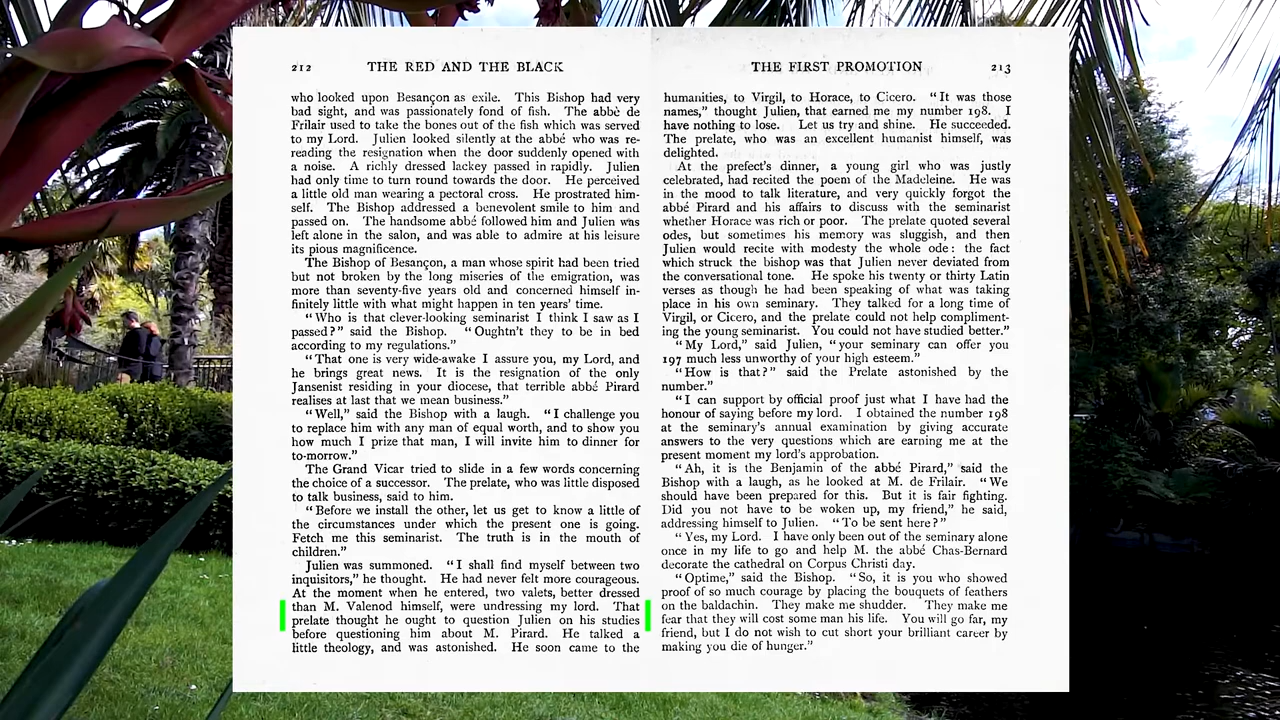 212 THE RED AND THE BLACK
who looked upon Besançon as exile. This Bishop had very
bad sight, and was passionately fond of fish. The abbè de
Frilair used to take the bones out of the fish which was served
to my Lord. Julien looked silently at the abbé who was re-
reading the resignation when the door suddenly opened with
a noise. A richly dressed lackey passed in rapidly. Julien
had only time to turn round towards the door. He perceived
a little old man wearing a pectoral cross. He prostrated him-
self. The Bishop addressed a benevolent smile to him and
passed on. The handsome abbé followed him and Julien was
left alone in the salon, and was able to admire at his leisure
its pious magnificence.
The Bishop of Besançon, a man whose spirit had been tried
but not broken by the long miseries of the emigration, was
more than seventy-five years old and concerned himself in-
finitely little with what might happen in ten years' time.
"Who is that clever-looking seminarist I think I saw as I
passed?" said the Bishop. "Oughtn't they to be in bed
according to my regulations."
"That one is very wide-awake I assure you, my Lord, and
he brings great news. It is the resignation of the only
Jansenist residing in your diocese, that terrible abbé Pirard
realises at last that we mean business."
"Well," said the Bishop with a laugh. "I challenge you
to replace him with any man of equal worth, and to show you
how much I prize that man, I will invite him to dinner for
to-morrow."
The Grand Vicar tried to slide in a few words concerning
the choice of a successor. The prelate, who was little disposed
to talk business, said to him.
"Before we install the other, let us get to know a little of
the circumstances under which the present one is going.
Fetch me this seminarist. The truth is in the mouth of
children."
Julien was summoned. "I shall find myself between two
inquisitors," he thought. He had never felt more courageous.
At the moment when he entered, two valets, better dressed
than M. Valenod himself, were undressing my lord. That
prelate thought he ought to question Julien on his studies
before questioning him about M. Pirard. He talked a
little theology, and was astonished. He soon came to the
THE FIRST PROMOTION 213
humanities, to Virgil, to Horace, to Cicero. "It was those
names," thought Julien, that earned me my number 198. I
have nothing to lose. Let us try and shine. He succeeded.
The prelate, who was an excellent humanist himself, was
delighted.
At the prefect's dinner, a young girl who was justly
celebrated, had recited the poem of the Madeleine. He was
in the mood to talk literature, and very quickly forgot the
abbé Pirard and his affairs to discuss with the seminarist
whether Horace was rich or poor. The prelate quoted several
odes, but sometimes his memory was sluggish, and then
Julien would recite with modesty the whole ode: the fact
which struck the bishop was that Julien never deviated from
the conversational tone. He spoke his twenty or thirty Latin
verses as though he had been speaking of what was taking
place in his own seminary. They talked for a long time of
Virgil, or Cicero, and the prelate could not help compliment-
ing the young seminarist. You could not have studied better."
"My Lord," said Julien, "your seminary can offer you
197 much less unworthy of your high esteem."
"How is that?" said the Prelate astonished by the
number."
"I can support by official proof just what I have had the
honour of saying before my lord. I obtained the number 198
at the seminary's annual examination by giving accurate
answers to the very questions which are earning me at the
present moment my lord's approbation.
"Ah, it is the Benjamin of the abbé Pirard," said the
Bishop with a laugh, as he looked at M. de Frilair. "We
should have been prepared for this. But it is fair fighting.
Did you not have to be woken up, my friend," he said,
addressing himself to Julien. "To be sent here?"
"Yes, my Lord. I have only been out of the seminary alone
once in my life to go and help M. the abbé Chas-Bernard
decorate the cathedral on Corpus Christi day.
"Optime," said the Bishop. "So, it is you who showed
proof of so much courage by placing the bouquets of feathers
on the baldachin. They make me shudder. They make me
fear that they will cost some man his life. You will go far, my
friend, but I do not wish to cut short your brilliant career by
making you die of hunger."